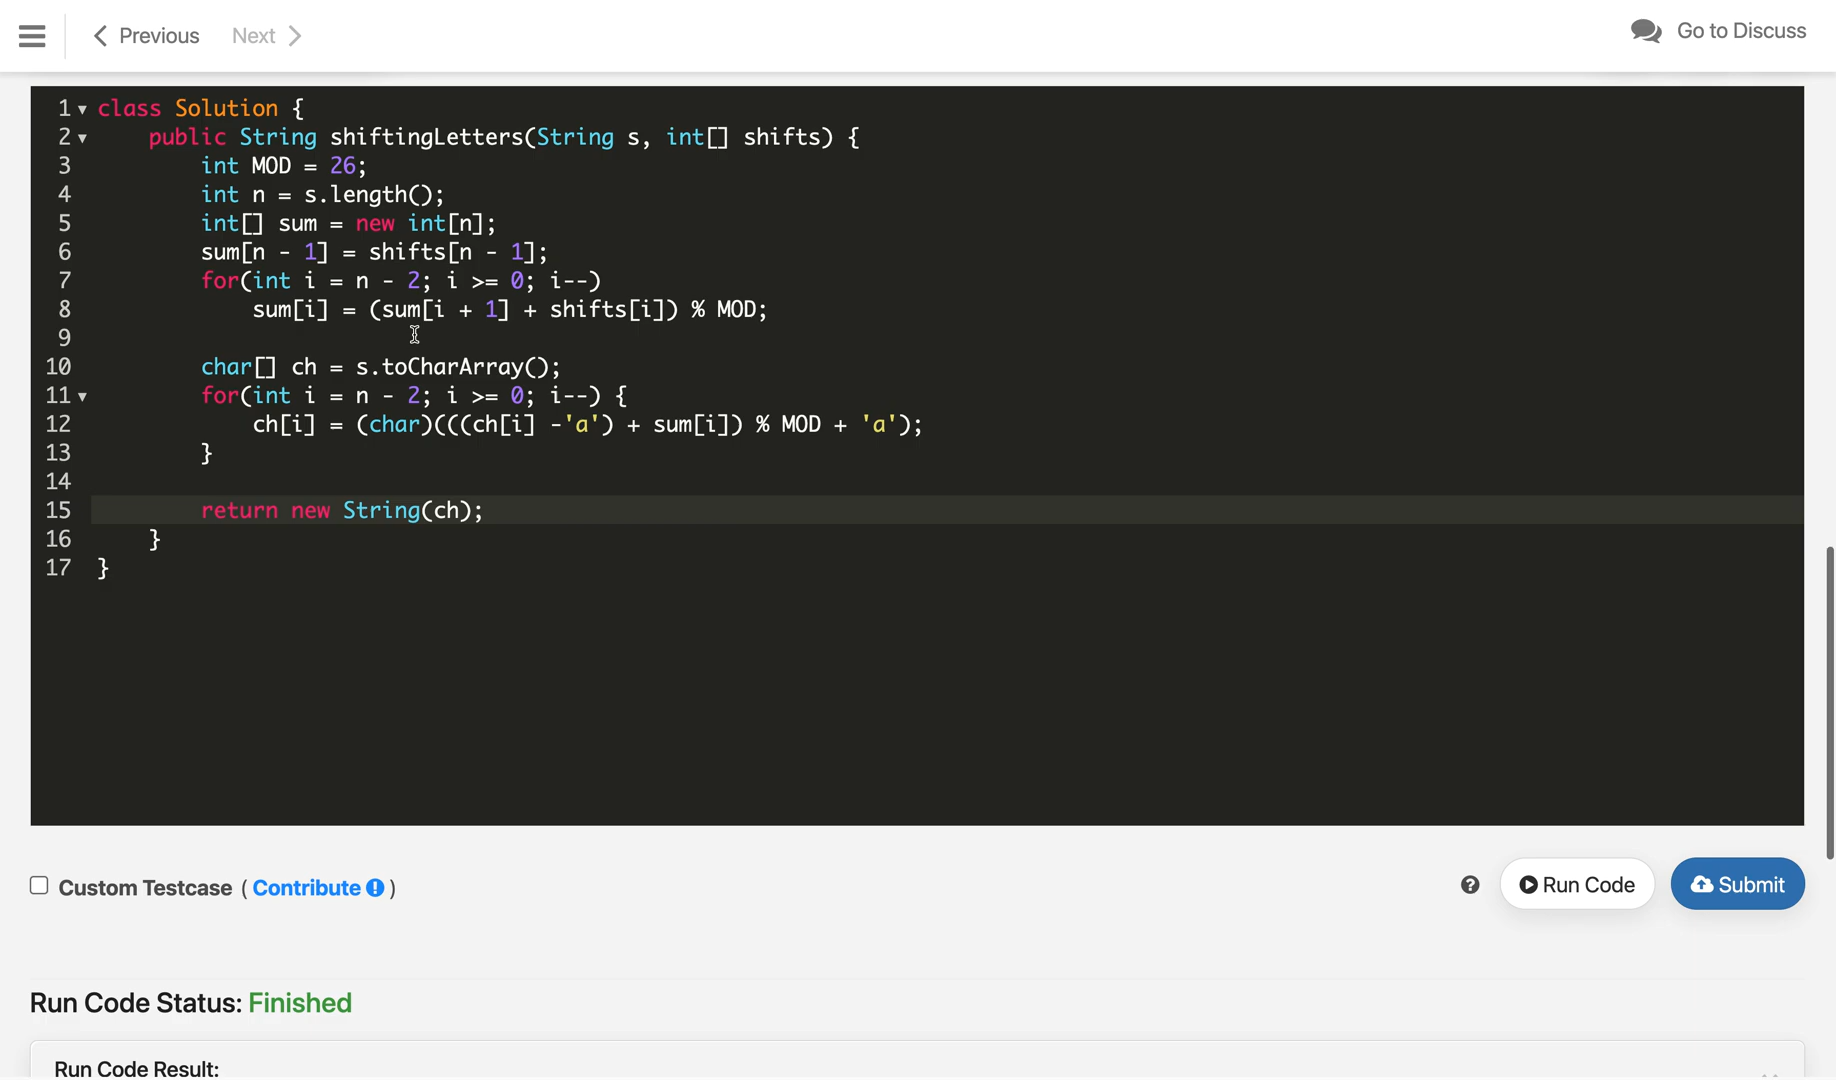 Previous Next Go to Discuss
1 class Solution {
2 public String shiftingLetters(String s, int[] shifts) {
3 int MOD = 26;
4 int n = s.length();
5 int[] sum = new int[n];
6 sum[n - 1] = shifts[n - 1];
7 for(int i = n - 2; i >= 0; i--)
8 sum[i] = (sum[i + 1] + shifts[i]) % MOD;
9
10 char[] ch = s.toCharArray();
11 for(int i = n - 2; i >= 0; i--) {
12 ch[i] = (char)(((ch[i] -'a') + sum[i]) % MOD + 'a');
13 }
14
15 return new String(ch);
16 }
17 }
Custom Testcase ( Contribute ) Run Code Submit
Run Code Status: Finished
Run Code Result: